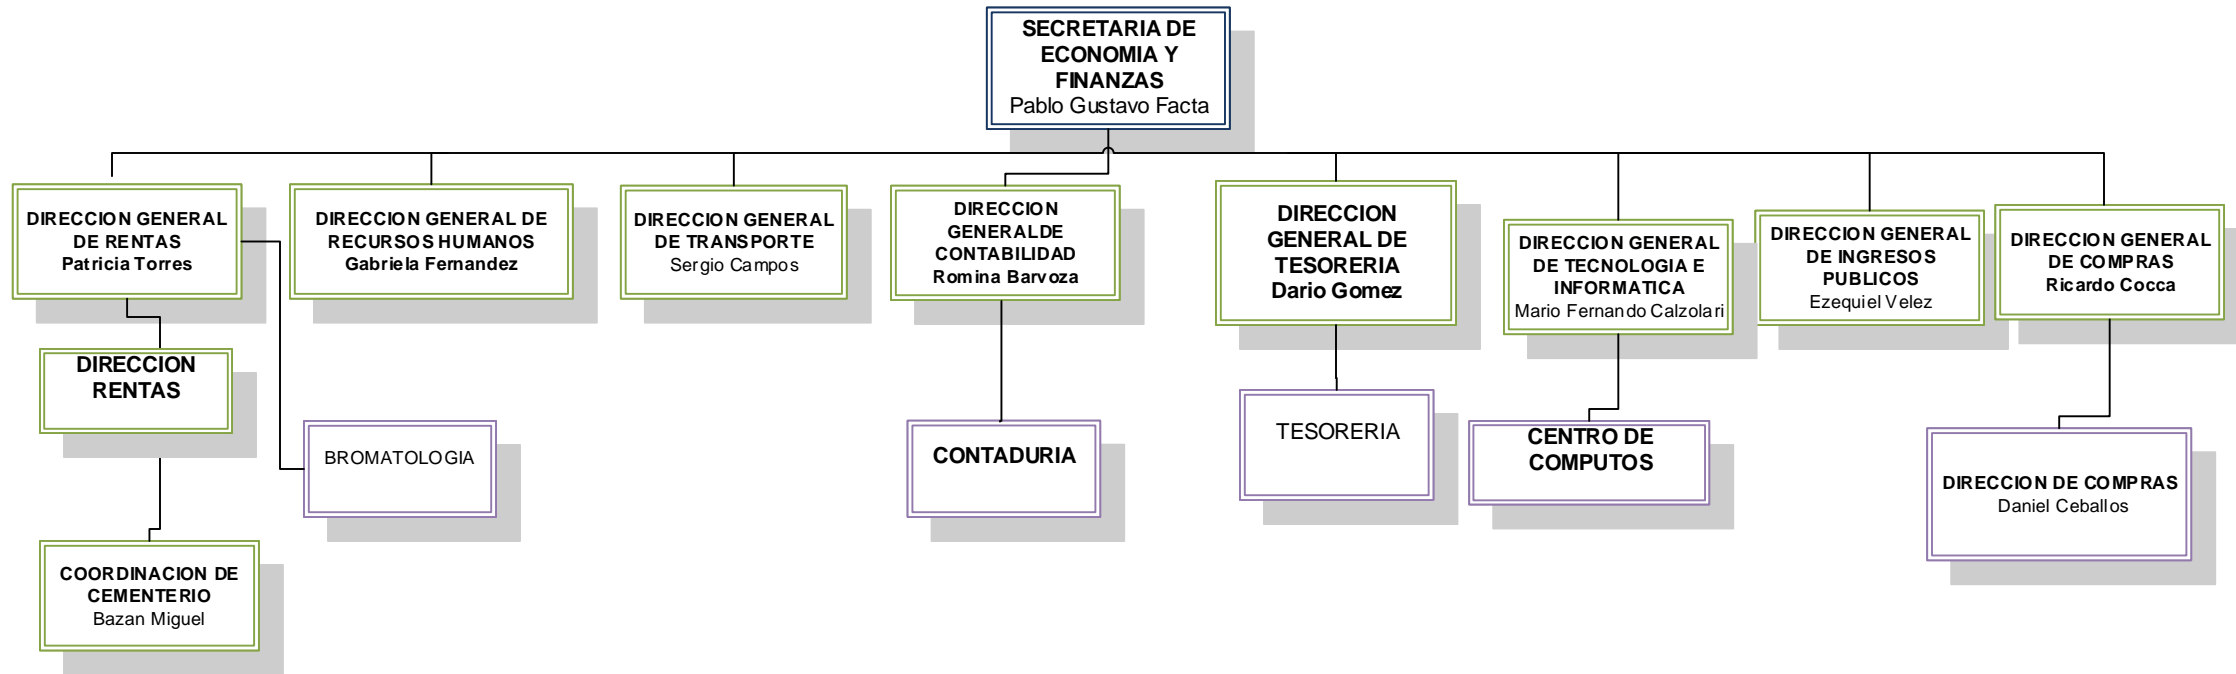 SECRETARIA DE
ECONOMIA Y
FINANZAS
Pablo Gustavo Facta
DIRECCION GENERAL
DE RENTAS
Patricia Torres
DIRECCION GENERAL DE
RECURSOS HUMANOS
Gabriela Fernandez
DIRECCION GENERAL
DE TRANSPORTE
Sergio Campos
DIRECCION
GENERALDE
CONTABILIDAD
Romina Barvoza
DIRECCION
GENERAL DE
TESORERIA
Dario Gomez
DIRECCION GENERAL
DE TECNOLOGIA E
INFORMATICA
Mario Fernando Calzolari
DIRECCION GENERAL
DE INGRESOS
PUBLICOS
Ezequiel Velez
DIRECCION GENERAL
DE COMPRAS
Ricardo Cocca
DIRECCION
RENTAS
BROMATOLOGIA
CONTADURIA
TESORERIA
CENTRO DE
COMPUTOS
DIRECCION DE COMPRAS
Daniel Ceballos
COORDINACION DE
CEMENTERIO
Bazan Miguel